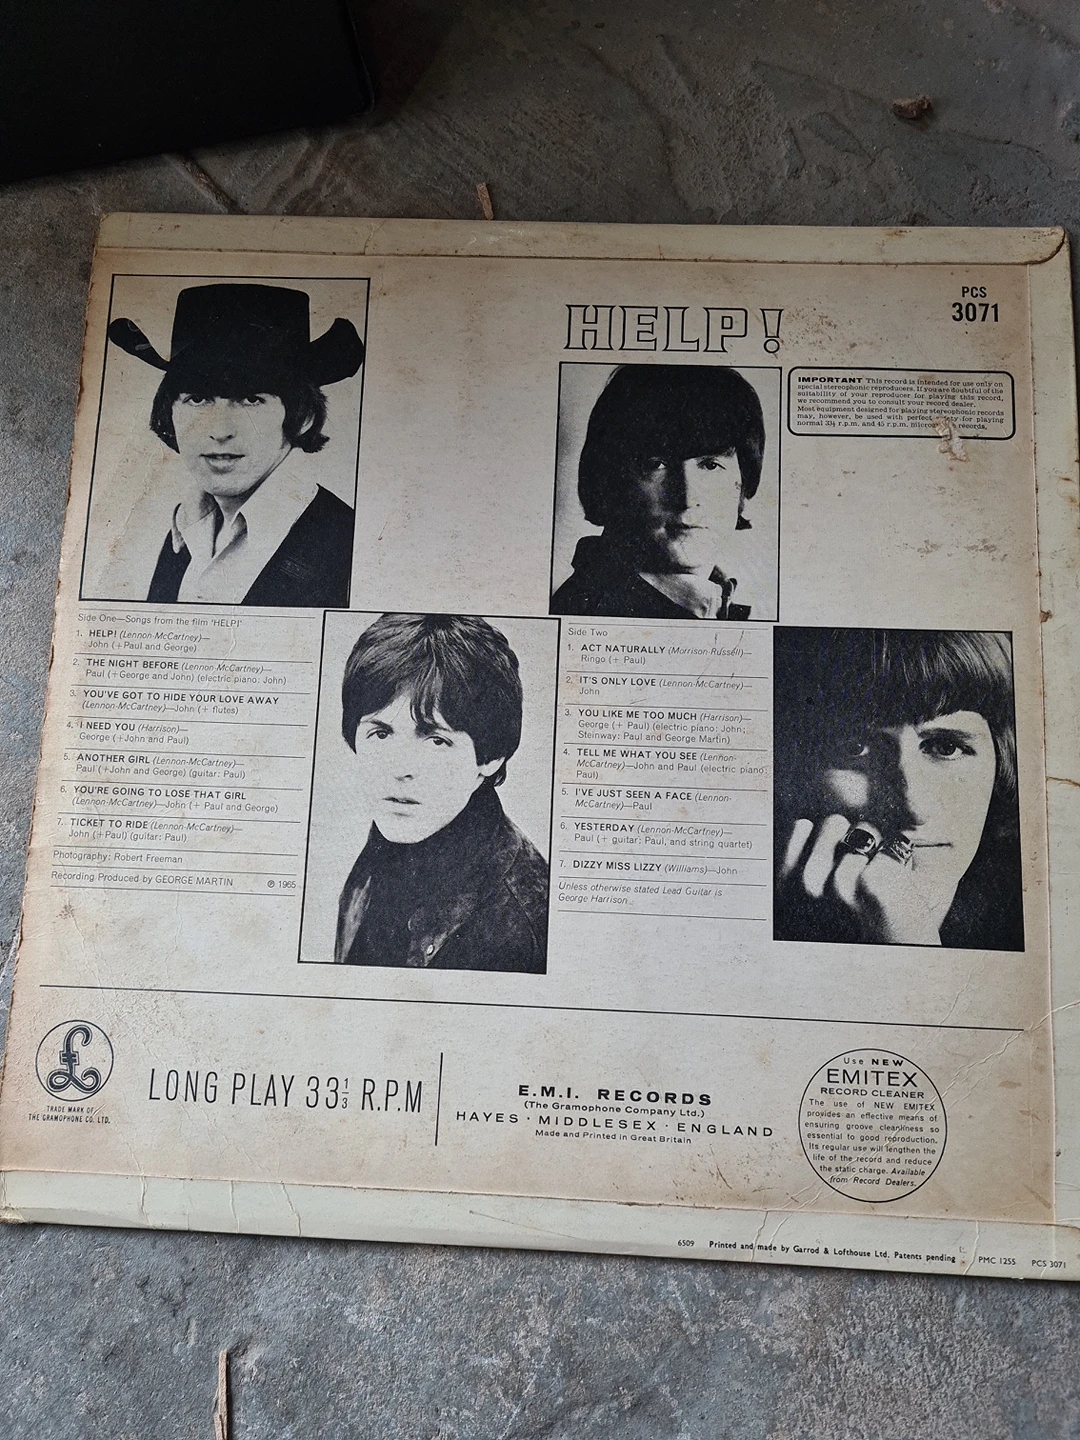 HELP!
PCS
3071
IMPORTANT This record is intended for use only on
special stereophonic reproducers. If you are doubtful of the
suitability of your reproducer for playing this record,
we recommend you to consult your record dealer.
Most equipment designed for playing stereophonic records
may, however, be used with perfect for playing
normal 33⅓ r.p.m. and 45 r.p.m. records.
Side One—Songs from the film 'HELP!'
1. HELP! (Lennon-McCartney)—
John (+Paul and George)
2. THE NIGHT BEFORE (Lennon-McCartney)—
Paul (+George and John) (electric piano: John)
3. YOU'VE GOT TO HIDE YOUR LOVE AWAY
(Lennon-McCartney)—John (+ flutes)
4. I NEED YOU (Harrison)—
George (+John and Paul)
5. ANOTHER GIRL (Lennon-McCartney)—
Paul (+John and George) (guitar: Paul)
6. YOU'RE GOING TO LOSE THAT GIRL
(Lennon-McCartney)—John (+ Paul and George)
7. TICKET TO RIDE (Lennon-McCartney)—
John (+Paul) (guitar: Paul)
Photography: Robert Freeman
Recording Produced by GEORGE MARTIN ℗ 1965
Side Two
1. ACT NATURALLY (Morrison-Russell)—
Ringo (+ Paul)
2. IT'S ONLY LOVE (Lennon-McCartney)—
John
3. YOU LIKE ME TOO MUCH (Harrison)—
George (+ Paul) (electric piano: John;
Steinway: Paul and George Martin)
4. TELL ME WHAT YOU SEE (Lennon-
McCartney)—John and Paul (electric piano:
Paul)
5. I'VE JUST SEEN A FACE (Lennon-
McCartney)—Paul
6. YESTERDAY (Lennon-McCartney)—
Paul (+ guitar: Paul, and string quartet)
7. DIZZY MISS LIZZY (Williams)—John
Unless otherwise stated Lead Guitar is
George Harrison
£
TRADE MARK OF
THE GRAMOPHONE CO. LTD.
LONG PLAY 33⅓ R.P.M
E.M.I. RECORDS
(The Gramophone Company Ltd.)
HAYES · MIDDLESEX · ENGLAND
Made and Printed in Great Britain
Use NEW
EMITEX
RECORD CLEANER
The use of NEW EMITEX
provides an effective means of
ensuring groove cleanliness so
essential to good reproduction.
Its regular use will lengthen the
life of the record and reduce
the static charge. Available
from Record Dealers.
6509 Printed and made by Garrod & Lofthouse Ltd. Patents pending PMC 1255 PCS 3071